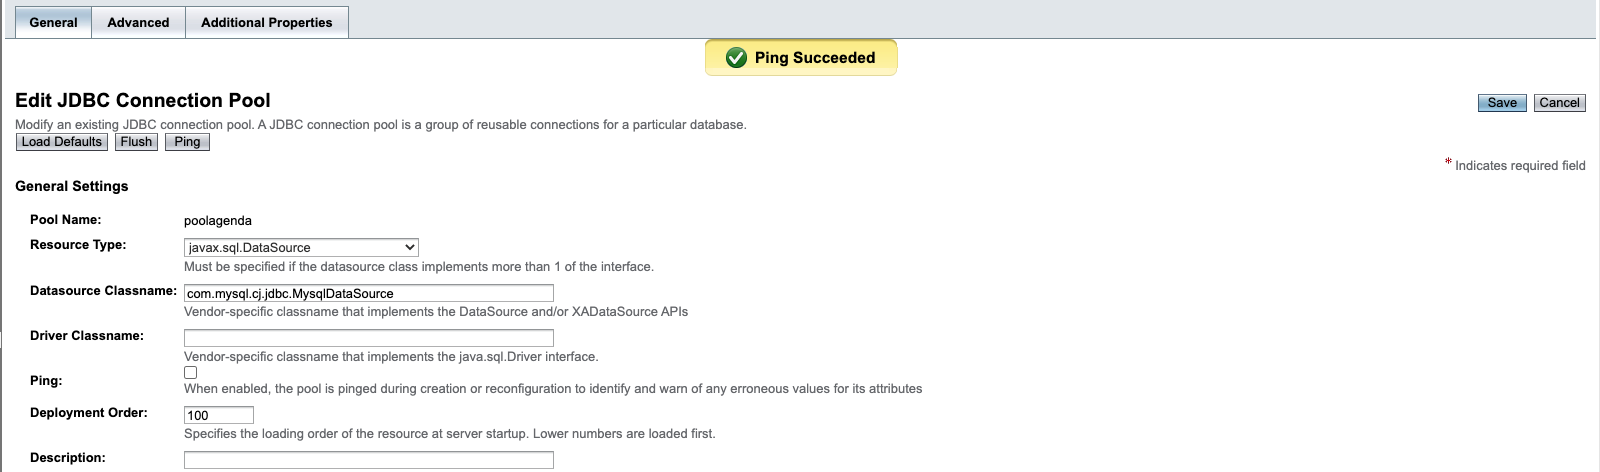 General Advanced Additional Properties
Ping Succeeded
Edit JDBC Connection Pool
Save Cancel
Modify an existing JDBC connection pool. A JDBC connection pool is a group of reusable connections for a particular database.
Load Defaults Flush Ping
* Indicates required field
General Settings
Pool Name: poolagenda
Resource Type: javax.sql.DataSource
Must be specified if the datasource class implements more than 1 of the interface.
Datasource Classname: com.mysql.cj.jdbc.MysqlDataSource
Vendor-specific classname that implements the DataSource and/or XADataSource APIs
Driver Classname:
Vendor-specific classname that implements the java.sql.Driver interface.
Ping:
When enabled, the pool is pinged during creation or reconfiguration to identify and warn of any erroneous values for its attributes
Deployment Order: 100
Specifies the loading order of the resource at server startup. Lower numbers are loaded first.
Description: